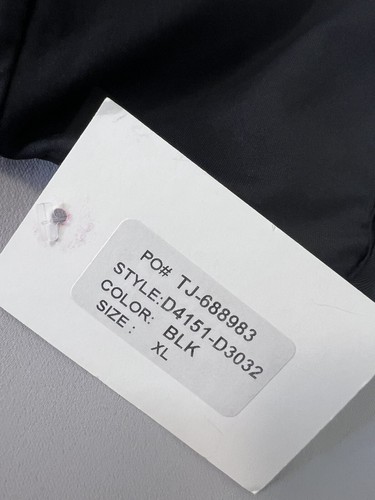 PO# TJ-688983
STYLE:D4151-D3032
COLOR: BLK
SIZE: XL